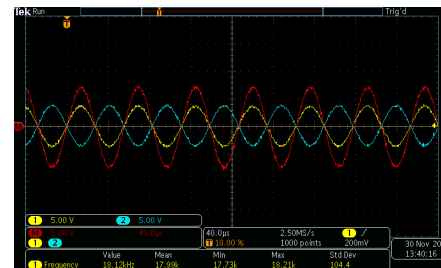 Tek Run Trig'd
T
T
M
1 5.00 V 2 5.00 V
5.00 V 40.0µs
1 2
40.0µs 2.50MS/s 1
T 10.00 % 1000 points 200mV
30 Nov 20
13:40:16
Value Mean Min Max Std Dev
1 Frequency 18.12kHz 17.99k 17.73k 18.21k 104.4